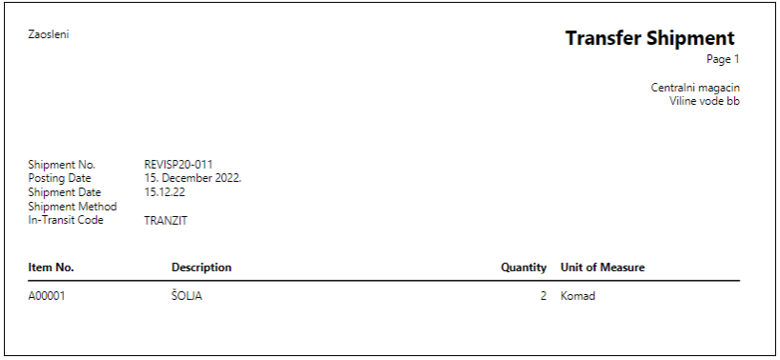 Zaosleni
Transfer Shipment
Page 1
Centralni magacin
Viline vode bb
Shipment No. REVISP20-011
Posting Date 15. December 2022.
Shipment Date 15.12.22
Shipment Method
In-Transit Code TRANZIT
Item No. Description Quantity Unit of Measure
A00001 ŠOLJA 2 Komad